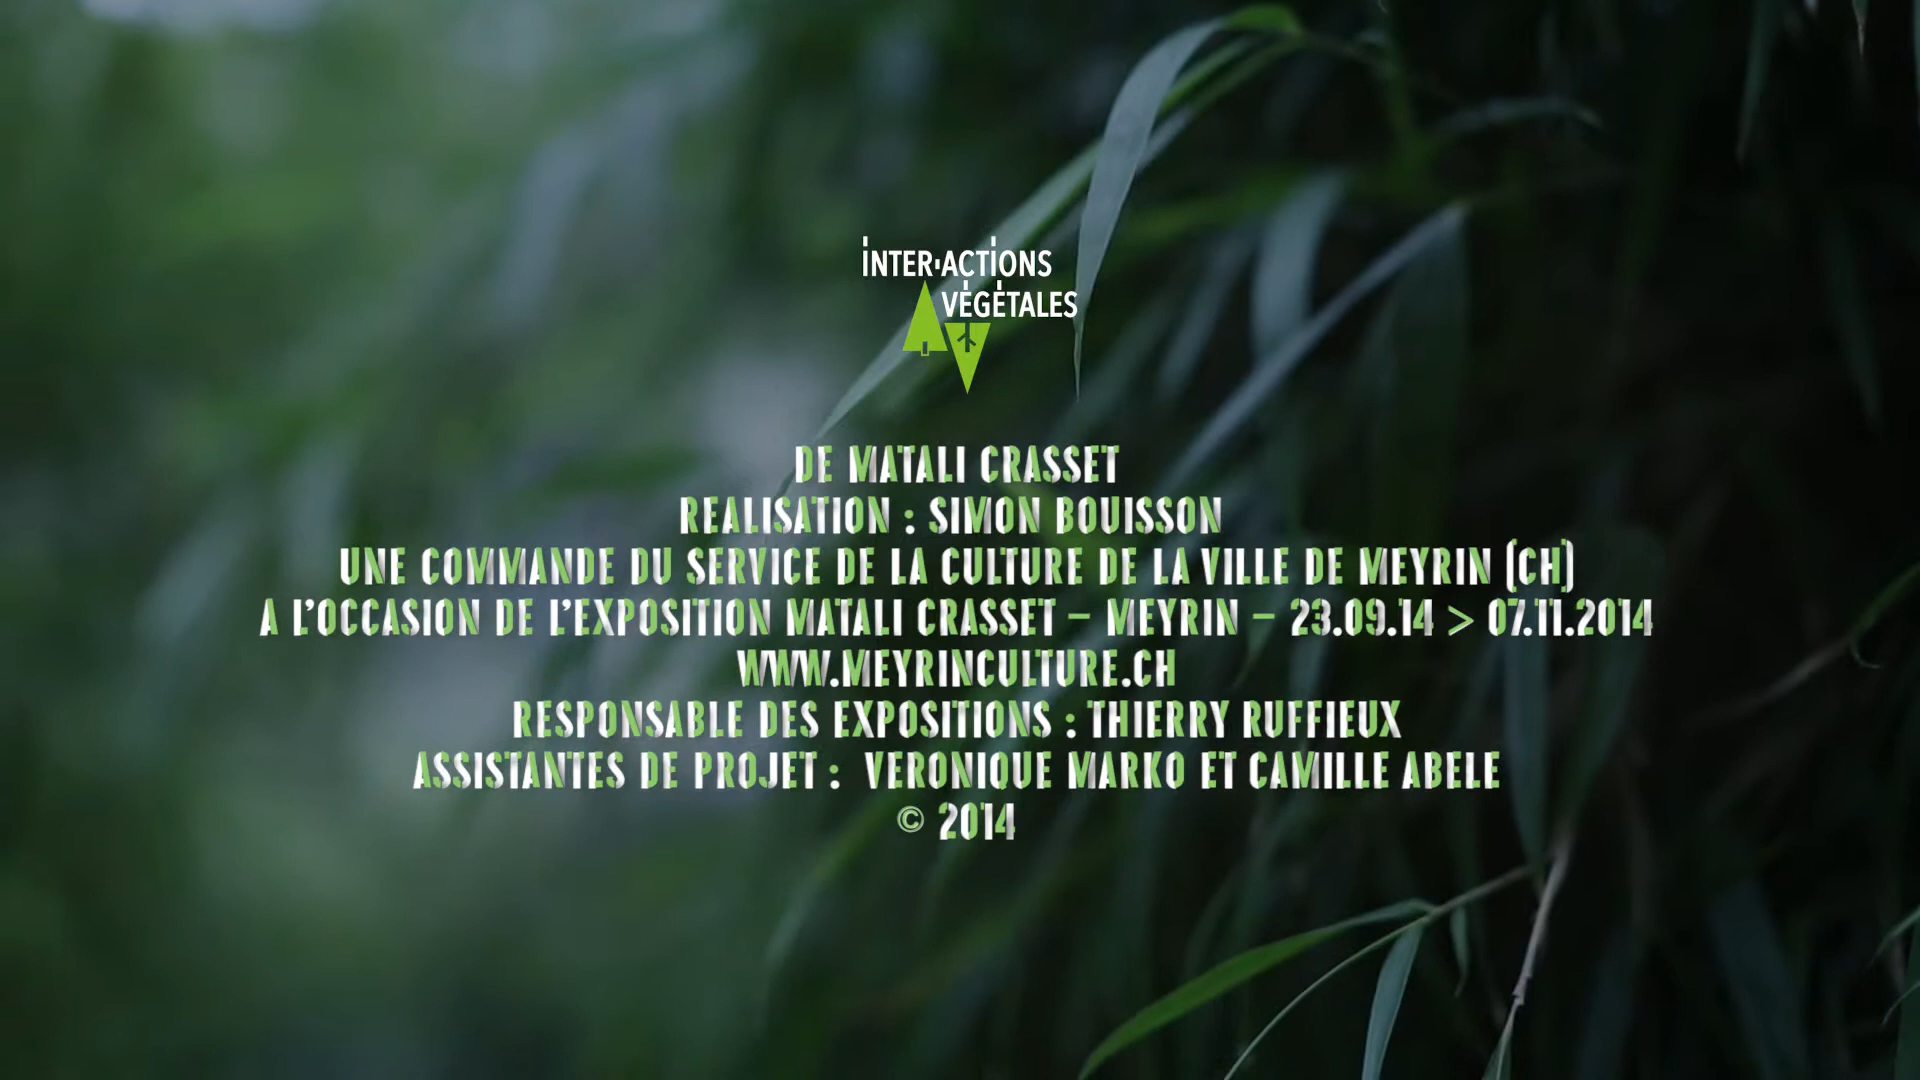 INTER·ACTIONS
VÉGÉTALES
DE MATALI CRASSET
REALISATION : SIMON BOUISSON
UNE COMMANDE DU SERVICE DE LA CULTURE DE LA VILLE DE MEYRIN (CH)
A L'OCCASION DE L'EXPOSITION MATALI CRASSET – MEYRIN – 23.09.14 > 07.11.2014
WWW.MEYRINCULTURE.CH
RESPONSABLE DES EXPOSITIONS : THIERRY RUFFIEUX
ASSISTANTES DE PROJET : VERONIQUE MARKO ET CAMILLE ABELE
© 2014